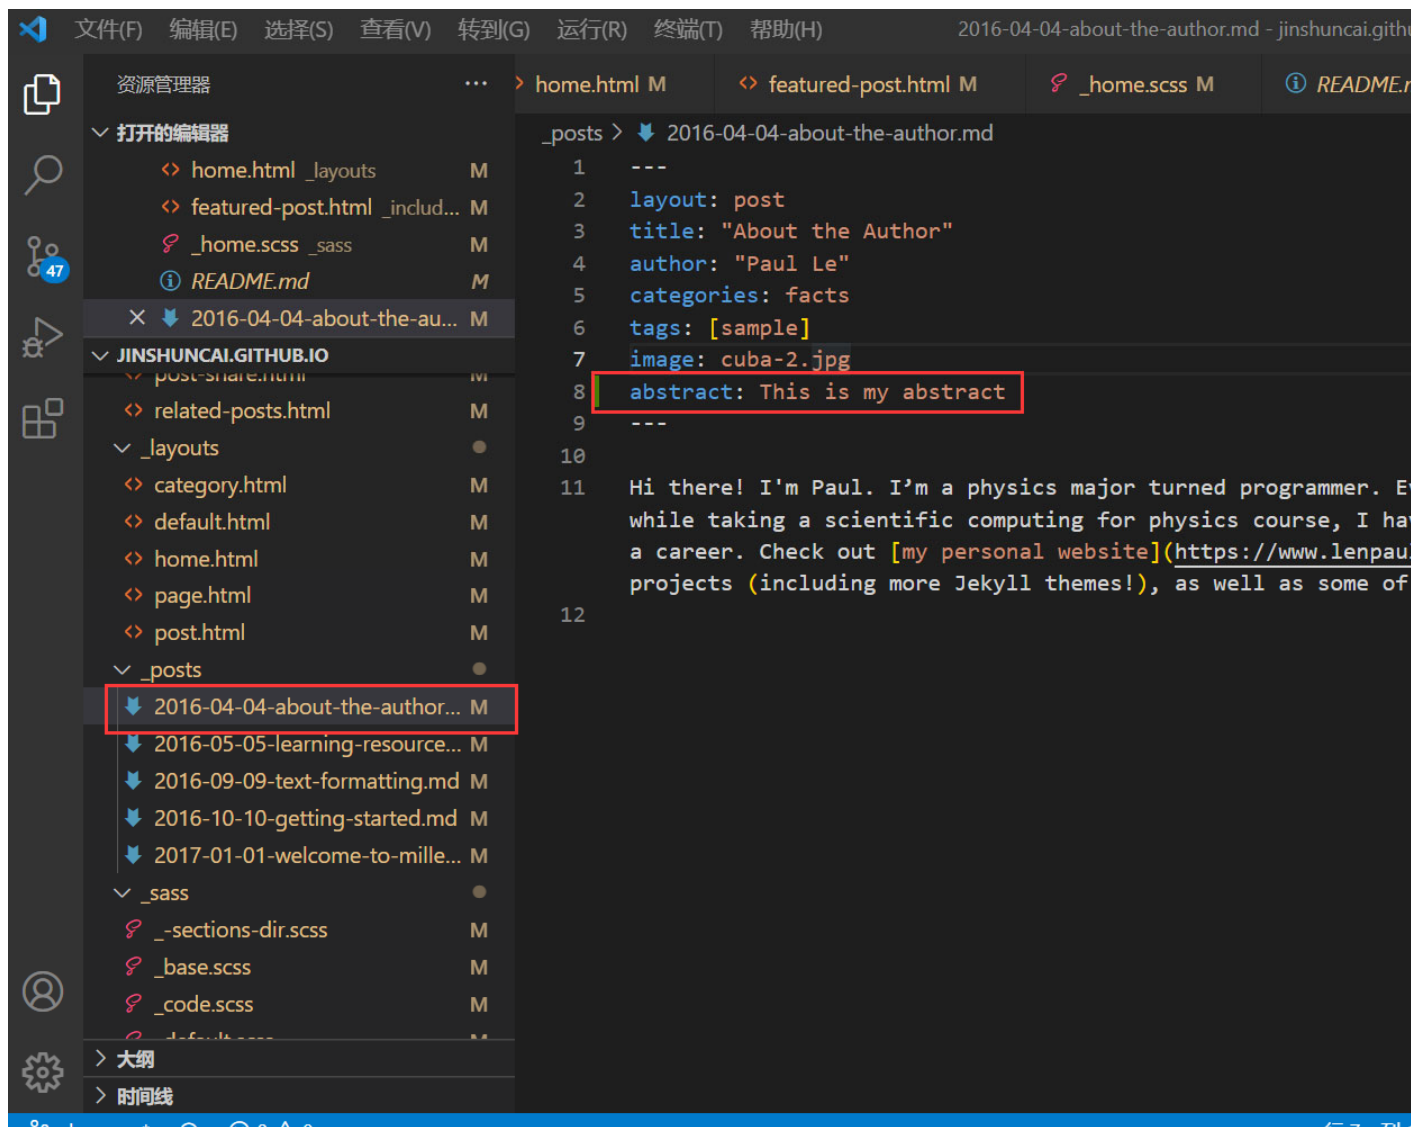 文件(F) 编辑(E) 选择(S) 查看(V) 转到(G) 运行(R) 终端(T) 帮助(H) 2016-04-04-about-the-author.md - jinshuncai.githu
资源管理器 ···
home.html M featured-post.html M _home.scss M README.
打开的编辑器
home.html _layouts M
featured-post.html _includ... M
_home.scss _sass M
README.md M
2016-04-04-about-the-au... M
47
JINSHUNCAI.GITHUB.IO
post-share.html M
related-posts.html M
_layouts
category.html M
default.html M
home.html M
page.html M
post.html M
_posts
2016-04-04-about-the-author... M
2016-05-05-learning-resource... M
2016-09-09-text-formatting.md M
2016-10-10-getting-started.md M
2017-01-01-welcome-to-mille... M
_sass
_-sections-dir.scss M
_base.scss M
_code.scss M
_default.scss M
大纲
时间线
_posts > 2016-04-04-about-the-author.md
1 ---
2 layout: post
3 title: "About the Author"
4 author: "Paul Le"
5 categories: facts
6 tags: [sample]
7 image: cuba-2.jpg
8 abstract: This is my abstract
9 ---
10
11 Hi there! I'm Paul. I’m a physics major turned programmer. Ev
while taking a scientific computing for physics course, I hav
a career. Check out [my personal website](https://www.lenpaul
projects (including more Jekyll themes!), as well as some of
12